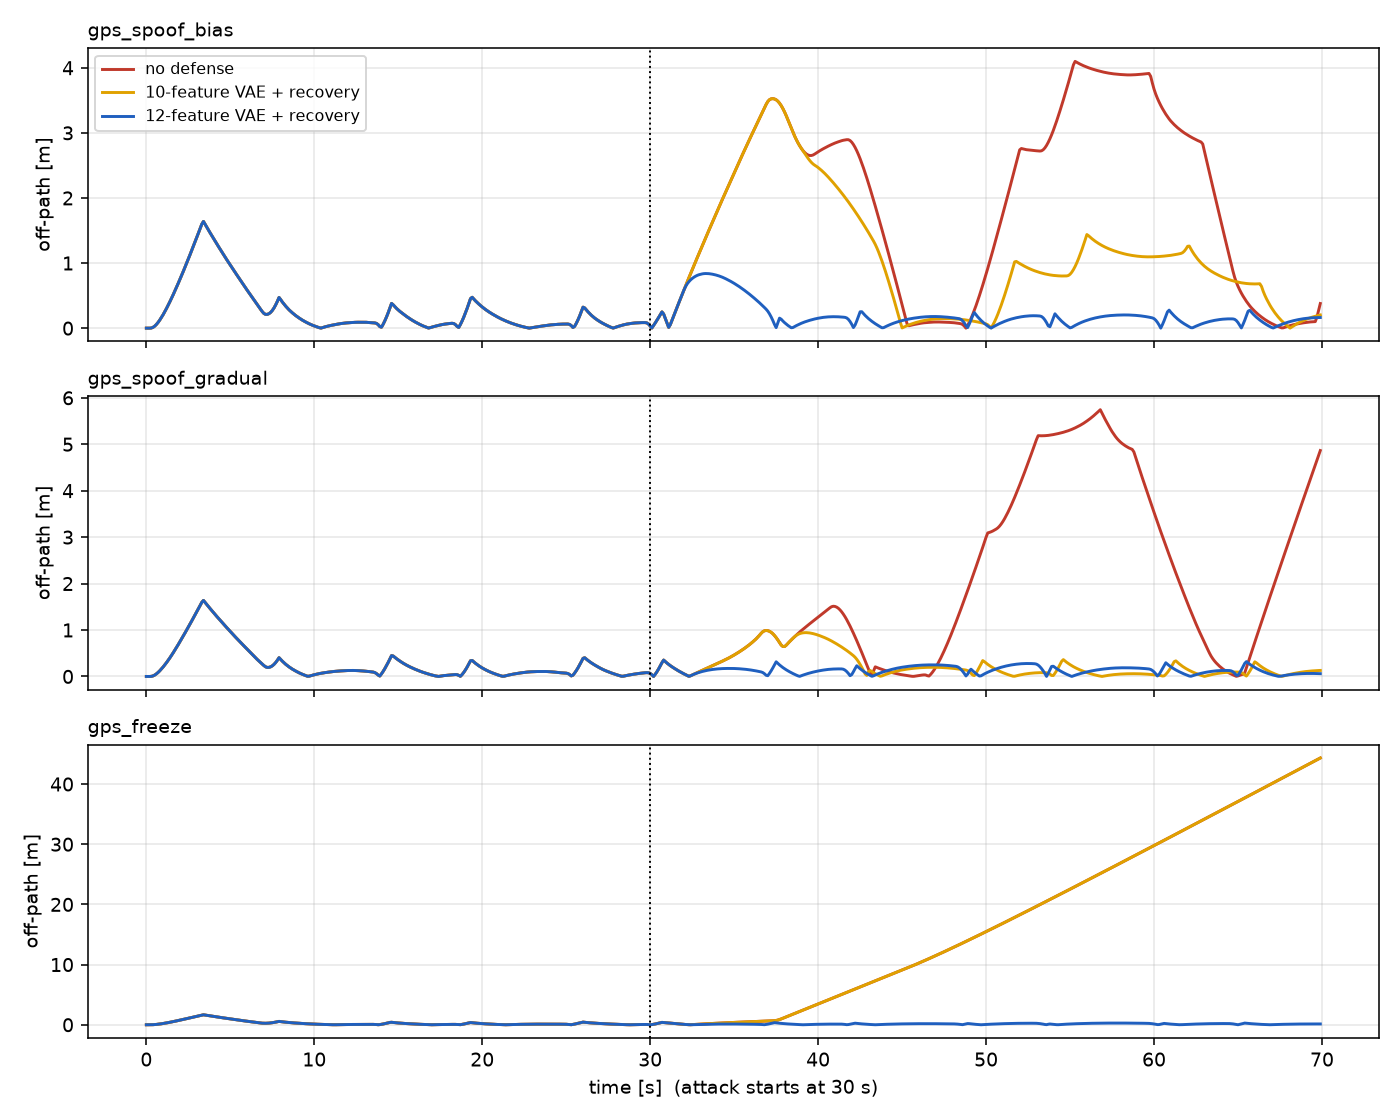 gps_spoof_bias
4
3
2
1
0
off-path [m]
no defense
10-feature VAE + recovery
12-feature VAE + recovery
gps_spoof_gradual
6
5
4
3
2
1
0
off-path [m]
gps_freeze
40
30
20
10
0
off-path [m]
0 10 20 30 40 50 60 70
time [s]  (attack starts at 30 s)